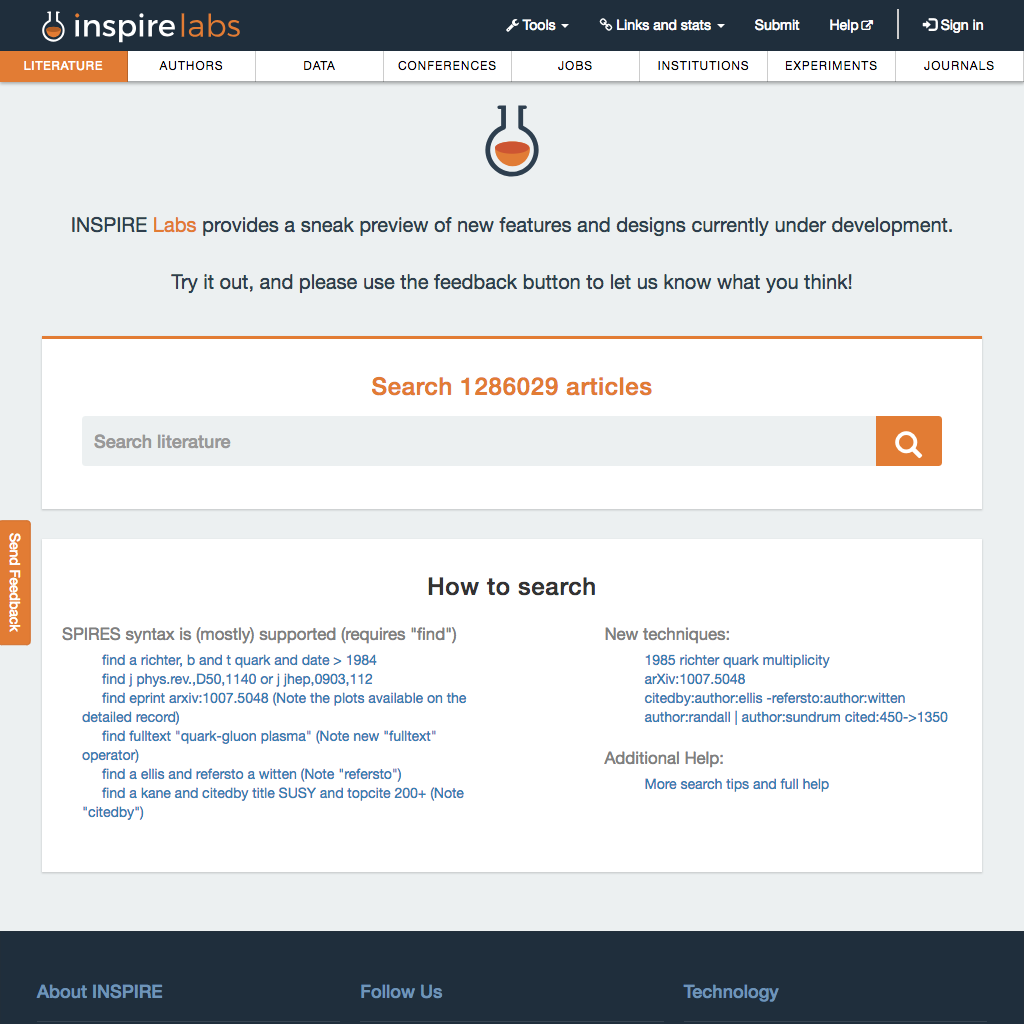 inspire labs
Tools
Links and stats
Submit
Help
Sign in
LITERATURE
AUTHORS
DATA
CONFERENCES
JOBS
INSTITUTIONS
EXPERIMENTS
JOURNALS
INSPIRE Labs provides a sneak preview of new features and designs currently under development.
Try it out, and please use the feedback button to let us know what you think!
Search 1286029 articles
Search literature
Send Feedback
How to search
SPIRES syntax is (mostly) supported (requires "find")
find a richter, b and t quark and date > 1984
find j phys.rev.,D50,1140 or j jhep,0903,112
find eprint arxiv:1007.5048 (Note the plots available on the
detailed record)
find fulltext "quark-gluon plasma" (Note new "fulltext"
operator)
find a ellis and refersto a witten (Note "refersto")
find a kane and citedby title SUSY and topcite 200+ (Note
"citedby")
New techniques:
1985 richter quark multiplicity
arXiv:1007.5048
citedby:author:ellis -refersto:author:witten
author:randall | author:sundrum cited:450->1350
Additional Help:
More search tips and full help
About INSPIRE
Follow Us
Technology